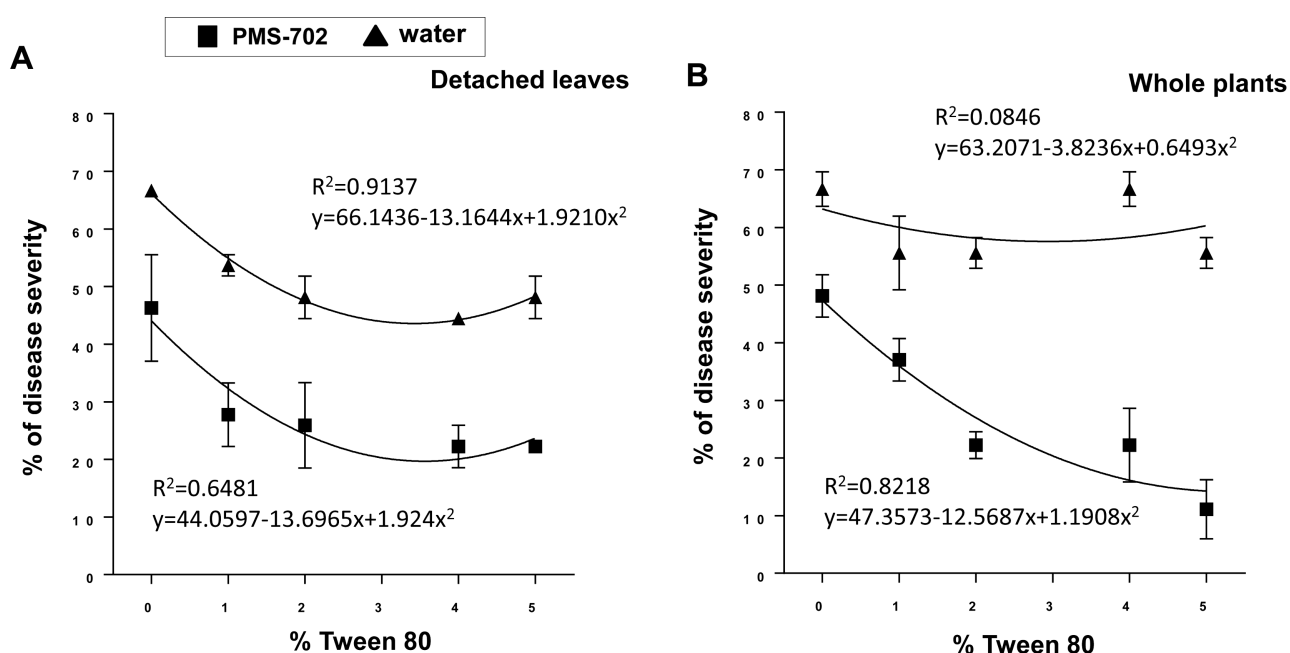 PMS-702 water
A
Detached leaves
80
70
60
50
40
30
20
10
0
% of disease severity
R²=0.9137
y=66.1436-13.1644x+1.9210x²
R²=0.6481
y=44.0597-13.6965x+1.924x²
0 1 2 3 4 5
% Tween 80
B
Whole plants
80
70
60
50
40
30
20
10
0
% of disease severity
R²=0.0846
y=63.2071-3.8236x+0.6493x²
R²=0.8218
y=47.3573-12.5687x+1.1908x²
0 1 2 3 4 5
% Tween 80